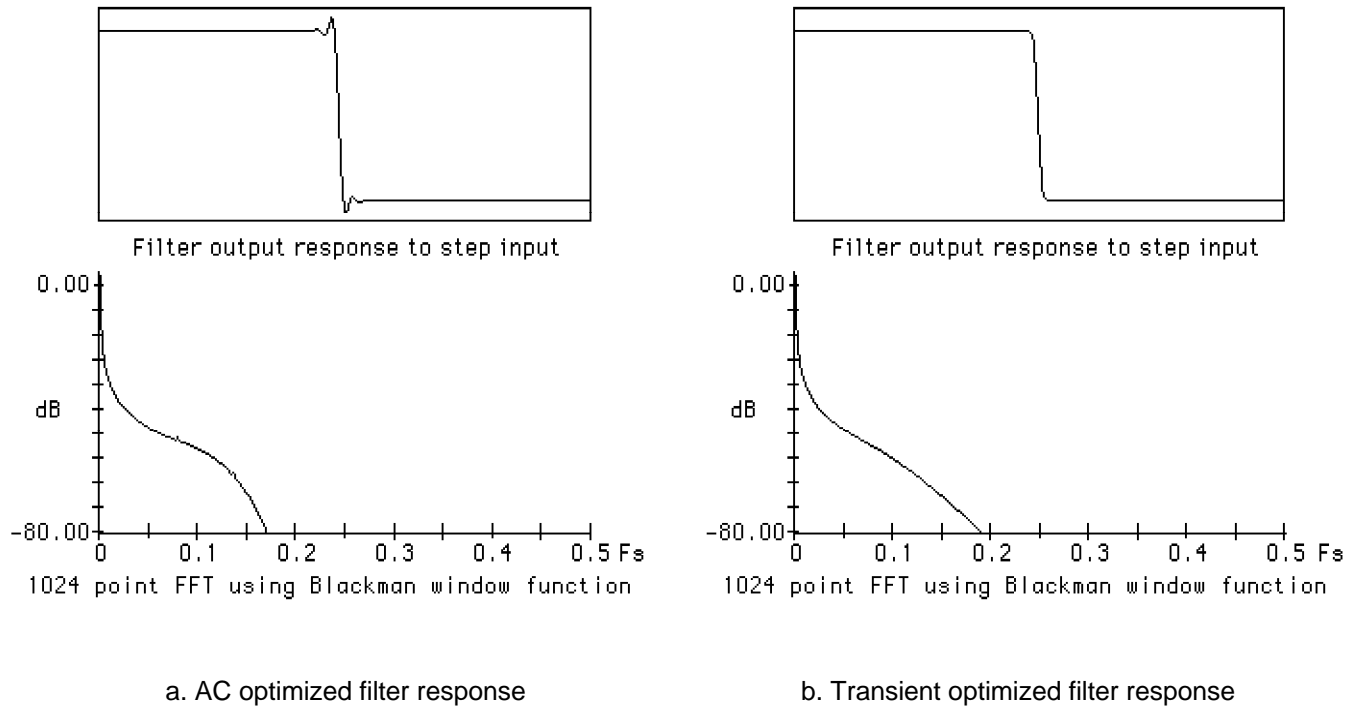 Filter output response to step input
0.00
dB
-80.00
0 0.1 0.2 0.3 0.4 0.5 Fs
1024 point FFT using Blackman window function
a. AC optimized filter response
Filter output response to step input
0.00
dB
-80.00
0 0.1 0.2 0.3 0.4 0.5 Fs
1024 point FFT using Blackman window function
b. Transient optimized filter response